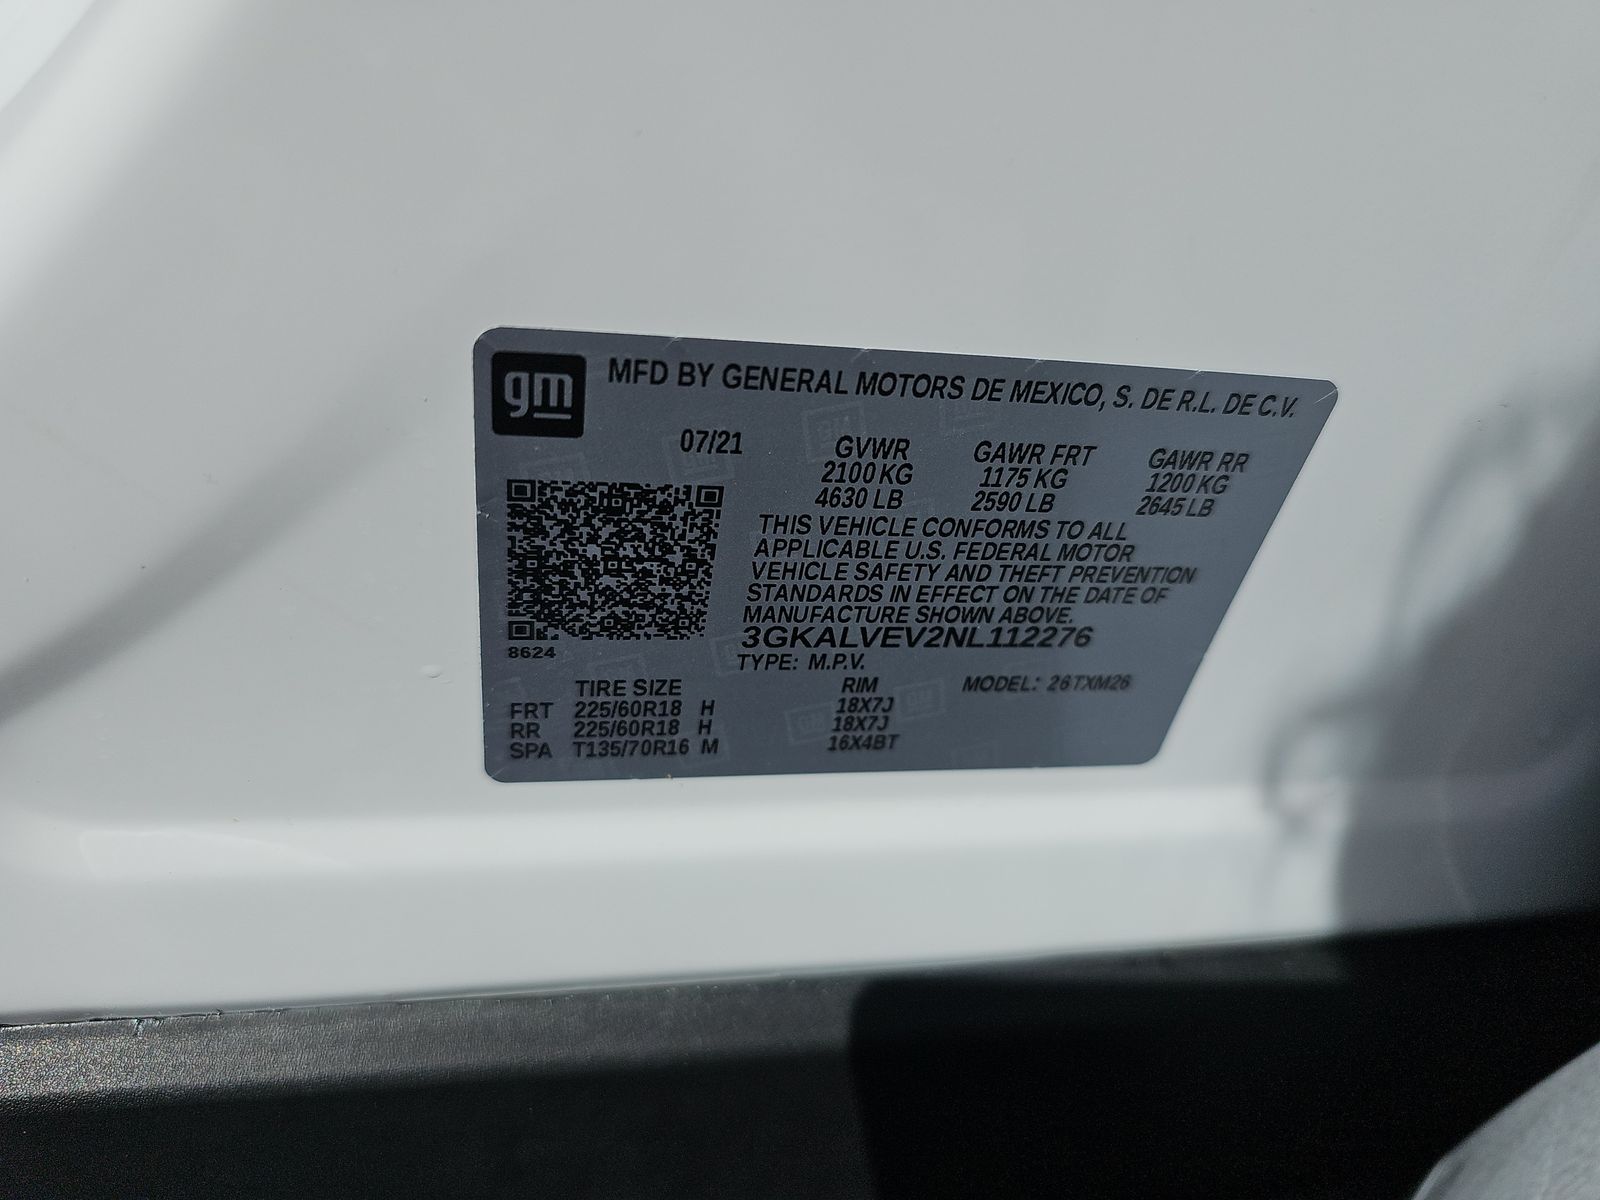 gm MFD BY GENERAL MOTORS DE MEXICO, S. DE R.L. DE C.V.
07/21 GVWR GAWR FRT GAWR RR
2100 KG 1175 KG 1200 KG
4630 LB 2590 LB 2645 LB
THIS VEHICLE CONFORMS TO ALL
APPLICABLE U.S. FEDERAL MOTOR
VEHICLE SAFETY AND THEFT PREVENTION
STANDARDS IN EFFECT ON THE DATE OF
MANUFACTURE SHOWN ABOVE.
3GKALVEV2NL112276
8624
TYPE: M.P.V.
TIRE SIZE RIM MODEL: 26TXM26
FRT 225/60R18 H 18X7J
RR 225/60R18 H 18X7J
SPA T135/70R16 M 16X4BT